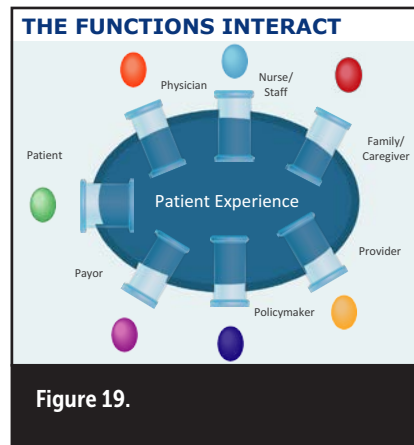 THE FUNCTIONS INTERACT
Nurse/
Staff
Physician
Family/
Caregiver
Patient
Patient Experience
Provider
Payor
Policymaker
Figure 19.